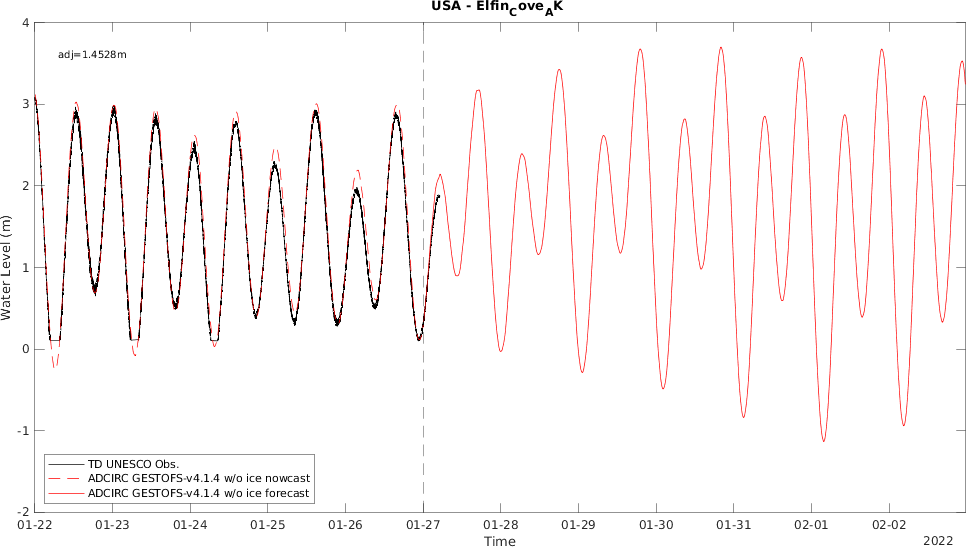 USA - ElfinCoveAK
adj=1.4528m
4
3
2
1
0
-1
-2
Water Level (m)
TD UNESCO Obs.
ADCIRC GESTOFS-v4.1.4 w/o ice nowcast
ADCIRC GESTOFS-v4.1.4 w/o ice forecast
01-22 01-23 01-24 01-25 01-26 01-27 01-28 01-29 01-30 01-31 02-01 02-02
Time
2022